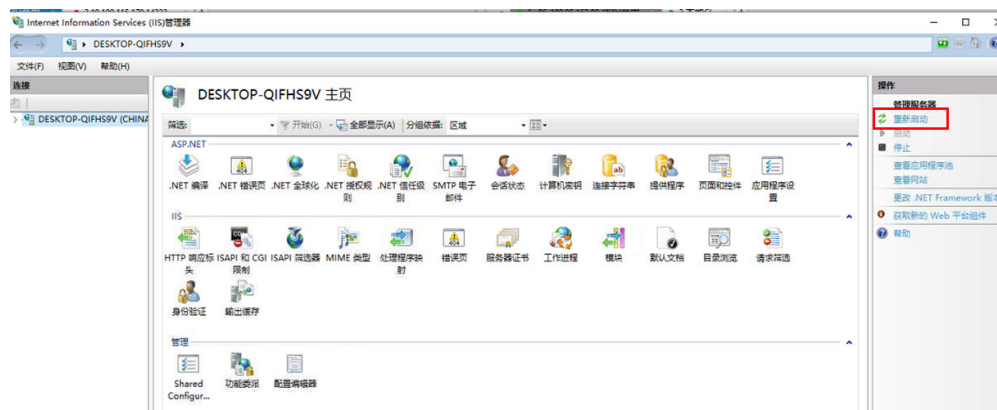 Internet Information Services (IIS)管理器
DESKTOP-QIFHS9V
文件(F) 视图(V) 帮助(H)
连接
DESKTOP-QIFHS9V (CHINA
DESKTOP-QIFHS9V 主页
筛选: 开始(G) 全部显示(A) 分组依据: 区域
ASP.NET
.NET 编译 .NET 错误页 .NET 全球化 .NET 授权规则 .NET 信任级别 SMTP 电子邮件 会话状态 计算机密钥 连接字符串 提供程序 页面和控件 应用程序设置
IIS
HTTP 响应标头 ISAPI 和 CGI 限制 ISAPI 筛选器 MIME 类型 处理程序映射 错误页 服务器证书 工作进程 模块 默认文档 目录浏览 请求筛选
身份验证 输出缓存
管理
Shared Configur... 功能委派 配置编辑器
操作
管理服务器
重新启动
启动
停止
查看应用程序池
查看网站
更改 .NET Framework 版本
获取新的 Web 平台组件
帮助